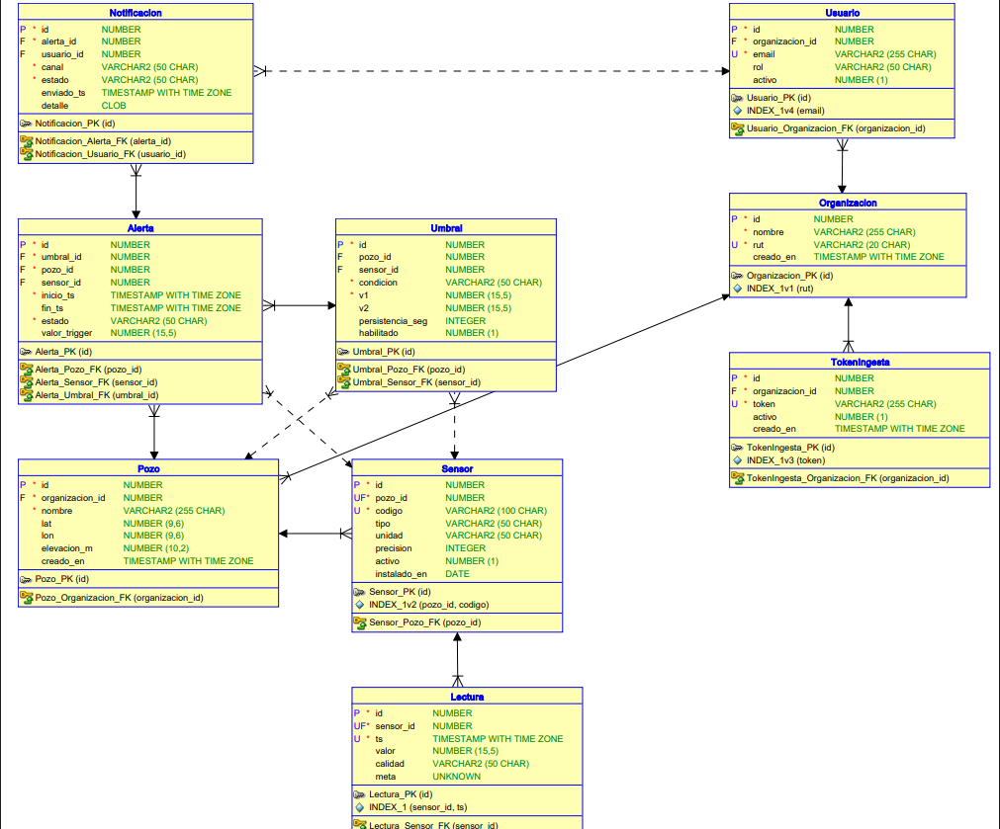 Notificacion
P * id NUMBER
F * alerta_id NUMBER
F usuario_id NUMBER
* canal VARCHAR2 (50 CHAR)
* estado VARCHAR2 (50 CHAR)
enviado_ts TIMESTAMP WITH TIME ZONE
detalle CLOB
Notificacion_PK (id)
Notificacion_Alerta_FK (alerta_id)
Notificacion_Usuario_FK (usuario_id)
Usuario
P * id NUMBER
F * organizacion_id NUMBER
U * email VARCHAR2 (255 CHAR)
rol VARCHAR2 (50 CHAR)
activo NUMBER (1)
Usuario_PK (id)
INDEX_1v4 (email)
Usuario_Organizacion_FK (organizacion_id)
Alerta
P * id NUMBER
F * umbral_id NUMBER
F * pozo_id NUMBER
F sensor_id NUMBER
* inicio_ts TIMESTAMP WITH TIME ZONE
fin_ts TIMESTAMP WITH TIME ZONE
* estado VARCHAR2 (50 CHAR)
valor_trigger NUMBER (15,5)
Alerta_PK (id)
Alerta_Pozo_FK (pozo_id)
Alerta_Sensor_FK (sensor_id)
Alerta_Umbral_FK (umbral_id)
Umbral
P * id NUMBER
F pozo_id NUMBER
F sensor_id NUMBER
* condicion VARCHAR2 (50 CHAR)
* v1 NUMBER (15,5)
v2 NUMBER (15,5)
persistencia_seg INTEGER
habilitado NUMBER (1)
Umbral_PK (id)
Umbral_Pozo_FK (pozo_id)
Umbral_Sensor_FK (sensor_id)
Organizacion
P * id NUMBER
* nombre VARCHAR2 (255 CHAR)
U * rut VARCHAR2 (20 CHAR)
creado_en TIMESTAMP WITH TIME ZONE
Organizacion_PK (id)
INDEX_1v1 (rut)
TokenIngesta
P * id NUMBER
F * organizacion_id NUMBER
U * token VARCHAR2 (255 CHAR)
activo NUMBER (1)
creado_en TIMESTAMP WITH TIME ZONE
TokenIngesta_PK (id)
INDEX_1v3 (token)
TokenIngesta_Organizacion_FK (organizacion_id)
Pozo
P * id NUMBER
F * organizacion_id NUMBER
* nombre VARCHAR2 (255 CHAR)
lat NUMBER (9,6)
lon NUMBER (9,6)
elevacion_m NUMBER (10,2)
creado_en TIMESTAMP WITH TIME ZONE
Pozo_PK (id)
Pozo_Organizacion_FK (organizacion_id)
Sensor
P * id NUMBER
UF* pozo_id NUMBER
U * codigo VARCHAR2 (100 CHAR)
tipo VARCHAR2 (50 CHAR)
unidad VARCHAR2 (50 CHAR)
precision INTEGER
activo NUMBER (1)
instalado_en DATE
Sensor_PK (id)
INDEX_1v2 (pozo_id, codigo)
Sensor_Pozo_FK (pozo_id)
Lectura
P * id NUMBER
UF* sensor_id NUMBER
U * ts TIMESTAMP WITH TIME ZONE
valor NUMBER (15,5)
calidad VARCHAR2 (50 CHAR)
meta UNKNOWN
Lectura_PK (id)
INDEX_1 (sensor_id, ts)
Lectura_Sensor_FK (sensor_id)